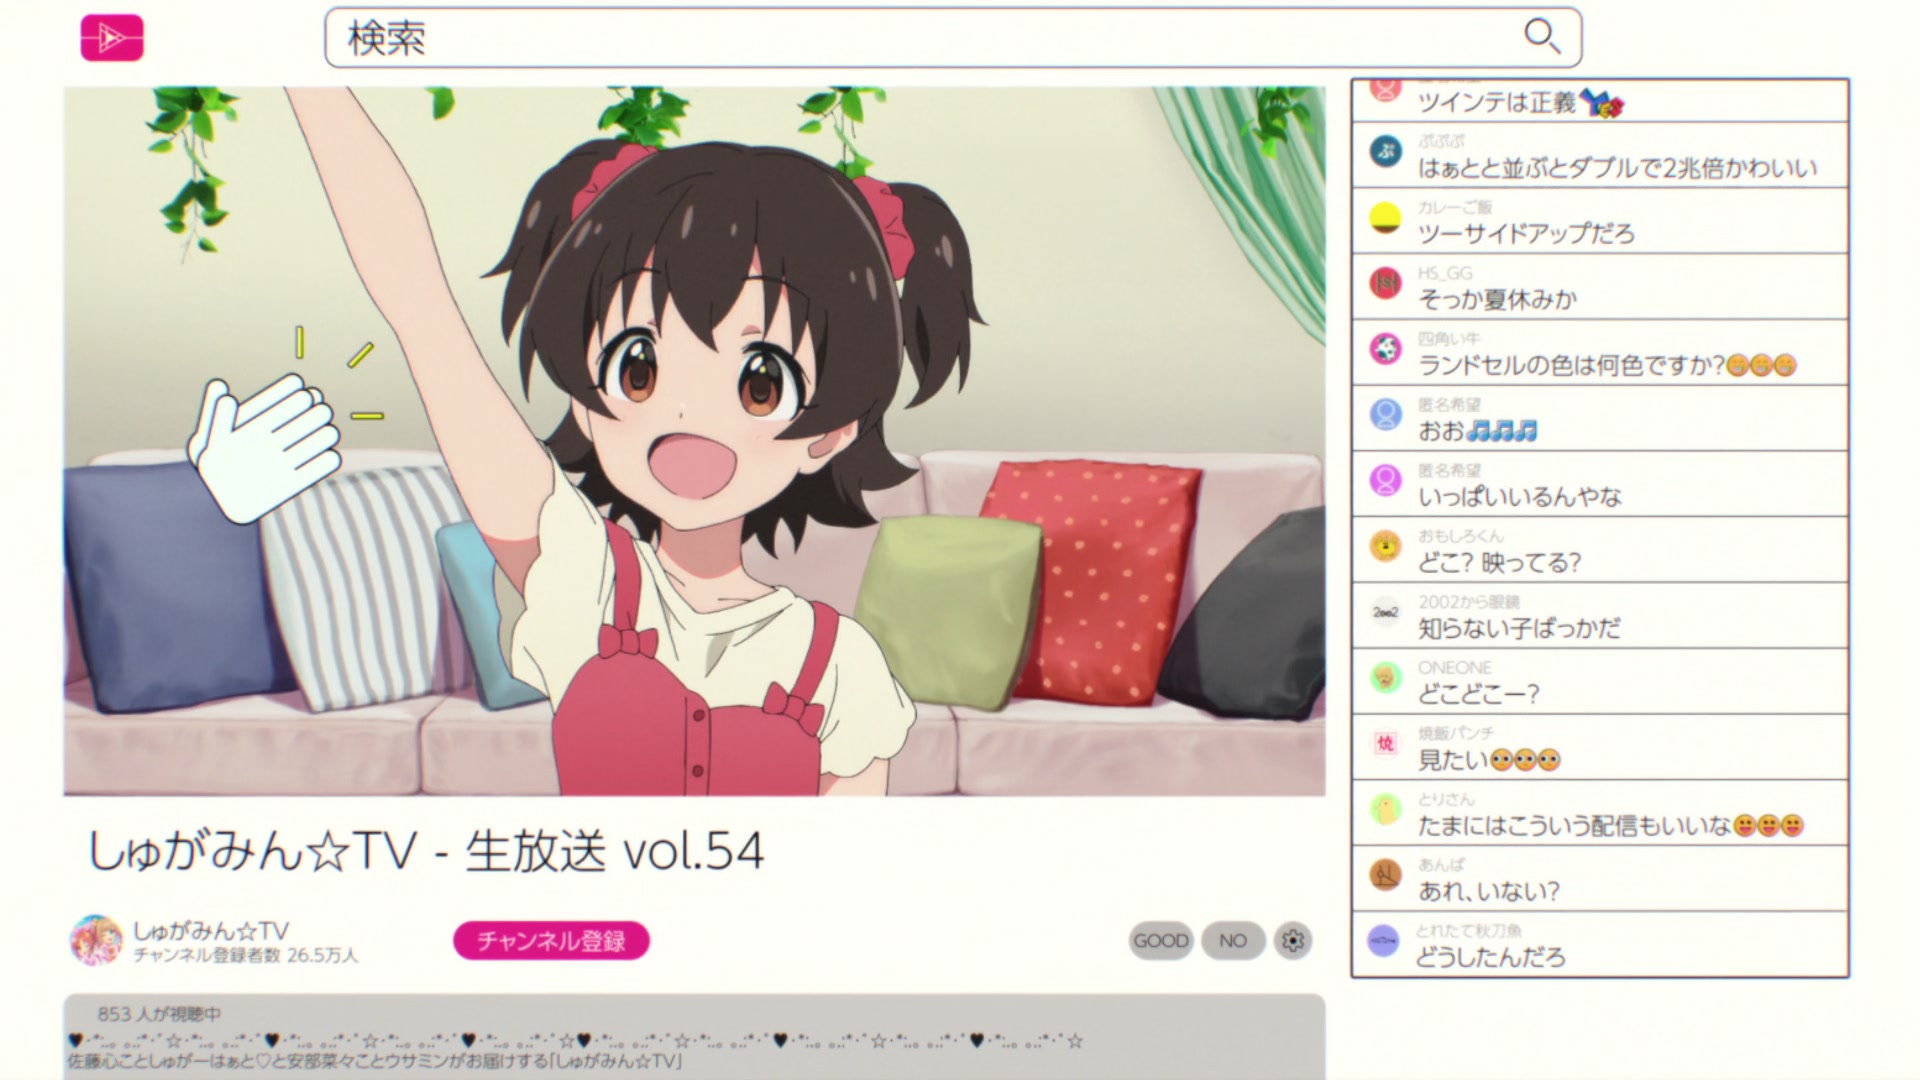 検索
ツインテは正義
ぷぷぷ
はぁとと並ぶとダブルで2兆倍かわいい
カレーご飯
ツーサイドアップだろ
HS_GG
そっか夏休みか
四角い牛
ランドセルの色は何色ですか?😁😁😁
匿名希望
おお🎵🎵🎵
匿名希望
いっぱいいるんやな
おもしろくん
どこ? 映ってる?
2002から眼鏡
知らない子ばっかだ
ONEONE
どこどこー?
焼飯パンチ
見たい😳😳😳
とりさん
たまにはこういう配信もいいな😛😛😛
あんば
あれ、いない?
とれたて秋刀魚
どうしたんだろ
しゅがみん☆TV - 生放送 vol.54
しゅがみん☆TV
チャンネル登録者数 26.5万人
チャンネル登録
GOOD
NO
853 人が視聴中
佐藤心ことしゅがーはぁと♡と安部菜々ことウサミンがお届けする「しゅがみん☆TV」